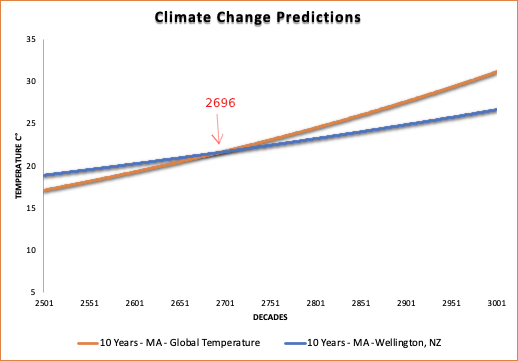 Climate Change Predictions
35
30
25
20
15
10
5
TEMPERATURE C°
2696
2501 2551 2601 2651 2701 2751 2801 2851 2901 2951 3001
DECADES
10 Years - MA - Global Temperature 10 Years - MA -Wellington, NZ